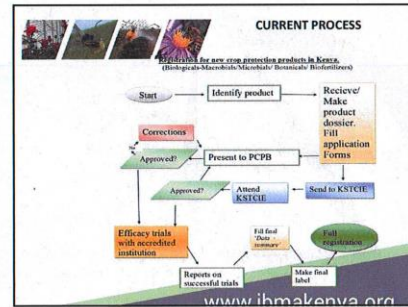 CURRENT PROCESS
Registration for new crop protection products in Kenya.
(Biologicals-Macrobials/Microbials/ Botanicals/ Biofertilizers)
Start
Identify product
Recieve/
Make
product
dossier.
Fill
application
Forms
Corrections
No
Approved?
Present to PCPB
Approved?
Attend
KSTCIE
Send to KSTCIE
Efficacy trials
with accredited
institution
Reports on
successful trials
Fill final
'Data -
summary'
Make final
label
Full
registration
www.ibmakenya.org